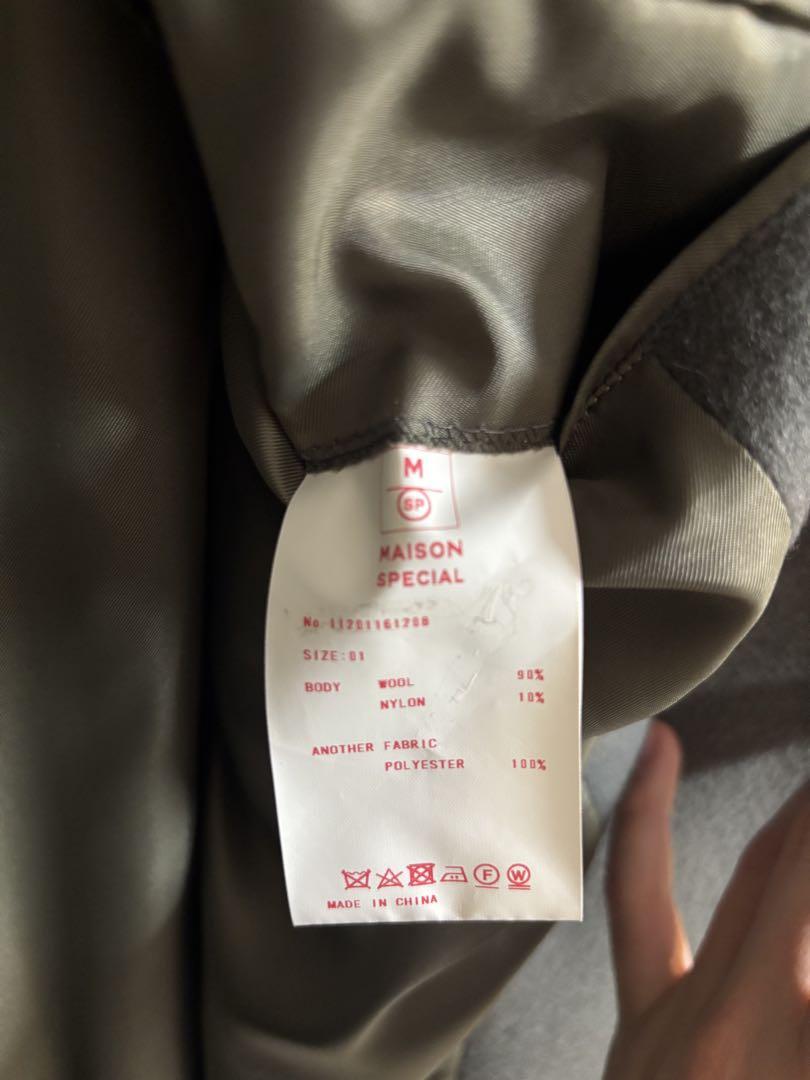 M
SP
MAISON
SPECIAL
No.11201161208
SIZE:01
BODY WOOL 90%
NYLON 10%
ANOTHER FABRIC
POLYESTER 100%
F W
MADE IN CHINA